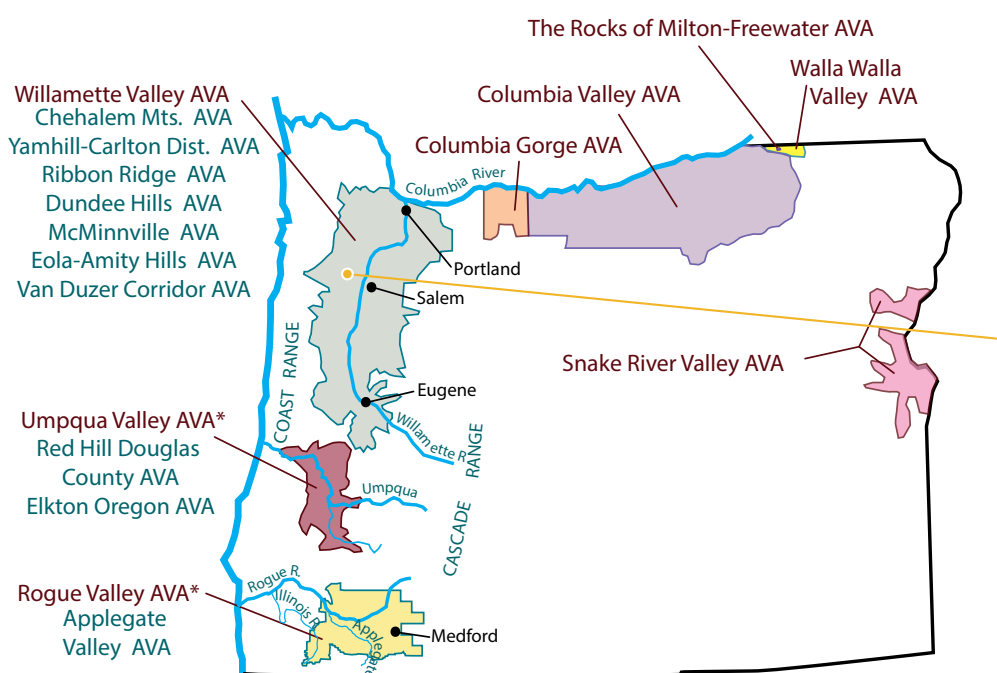 The Rocks of Milton-Freewater AVA
Walla Walla
Valley AVA
Columbia Valley AVA
Columbia Gorge AVA
Willamette Valley AVA
Chehalem Mts. AVA
Yamhill-Carlton Dist. AVA
Ribbon Ridge AVA
Dundee Hills AVA
McMinnville AVA
Eola-Amity Hills AVA
Van Duzer Corridor AVA
Columbia River
Portland
Salem
COAST RANGE
Snake River Valley AVA
Eugene
Willamette R.
CASCADE RANGE
Umpqua Valley AVA*
Red Hill Douglas
County AVA
Elkton Oregon AVA
Umpqua
Rogue Valley AVA*
Applegate
Valley AVA
Rogue R.
Illinois R.
Applegate
Medford